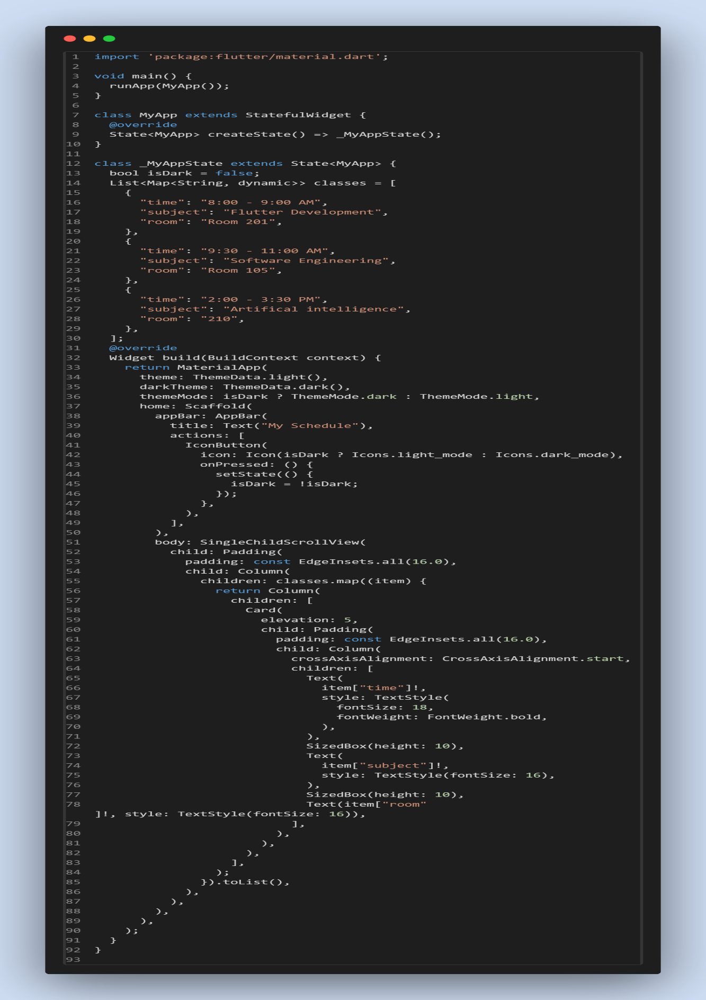 1 import 'package:flutter/material.dart';
2
3 void main() {
4   runApp(MyApp());
5 }
6
7 class MyApp extends StatefulWidget {
8   @override
9   State<MyApp> createState() => _MyAppState();
10 }
11
12 class _MyAppState extends State<MyApp> {
13   bool isDark = false;
14   List<Map<String, dynamic>> classes = [
15     {
16       "time": "8:00 - 9:00 AM",
17       "subject": "Flutter Development",
18       "room": "Room 201",
19     },
20     {
21       "time": "9:30 - 11:00 AM",
22       "subject": "Software Engineering",
23       "room": "Room 105",
24     },
25     {
26       "time": "2:00 - 3:30 PM",
27       "subject": "Artifical intelligence",
28       "room": "210",
29     },
30   ];
31   @override
32   Widget build(BuildContext context) {
33     return MaterialApp(
34       theme: ThemeData.light(),
35       darkTheme: ThemeData.dark(),
36       themeMode: isDark ? ThemeMode.dark : ThemeMode.light,
37       home: Scaffold(
38         appBar: AppBar(
39           title: Text("My Schedule"),
40           actions: [
41             IconButton(
42               icon: Icon(isDark ? Icons.light_mode : Icons.dark_mode),
43               onPressed: () {
44                 setState(() {
45                   isDark = !isDark;
46                 });
47               },
48             ),
49           ],
50         ),
51         body: SingleChildScrollView(
52           child: Padding(
53             padding: const EdgeInsets.all(16.0),
54             child: Column(
55               children: classes.map((item) {
56                 return Column(
57                   children: [
58                     Card(
59                       elevation: 5,
60                       child: Padding(
61                         padding: const EdgeInsets.all(16.0),
62                         child: Column(
63                           crossAxisAlignment: CrossAxisAlignment.start,
64                           children: [
65                             Text(
66                               item["time"]!,
67                               style: TextStyle(
68                                 fontSize: 18,
69                                 fontWeight: FontWeight.bold,
70                               ),
71                             ),
72                             SizedBox(height: 10),
73                             Text(
74                               item["subject"]!,
75                               style: TextStyle(fontSize: 16),
76                             ),
77                             SizedBox(height: 10),
78                             Text(item["room"
]!, style: TextStyle(fontSize: 16)),
79                           ],
80                         ),
81                       ),
82                     ),
83                   ],
84                 );
85               }).toList(),
86             ),
87           ),
88         ),
89       ),
90     );
91   }
92 }
93